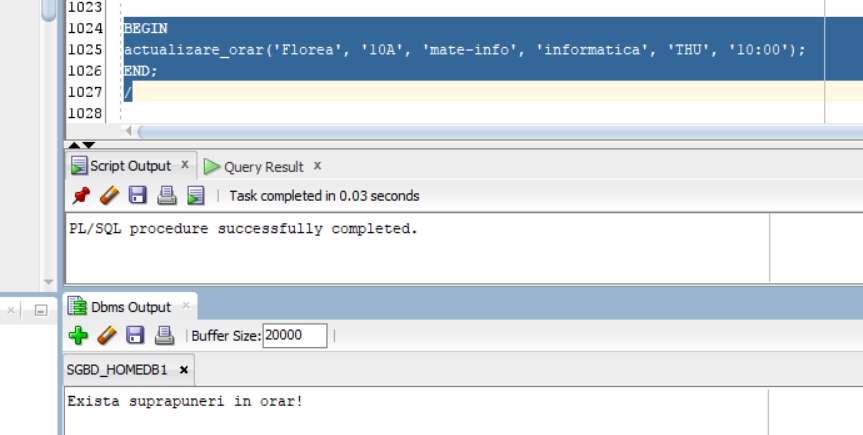 1023
1024 BEGIN
1025 actualizare_orar('Florea', '10A', 'mate-info', 'informatica', 'THU', '10:00');
1026 END;
1027 /
1028
Script Output x Query Result x
Task completed in 0.03 seconds
PL/SQL procedure successfully completed.
Dbms Output x
Buffer Size: 20000
SGBD_HOMEDB1 x
Exista suprapuneri in orar!